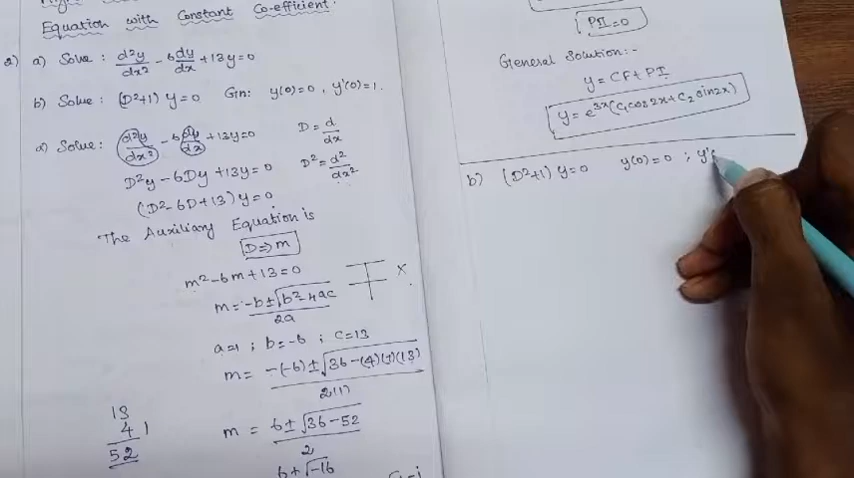 Equation with Constant Co-efficient.
2) a) Solve : d²y/dx² - 6 dy/dx + 13y = 0
b) Solve : (D²+1) y = 0 Gn: y(0)=0 , y'(0)=1.
a) Solve : d²y/dx² - 6 dy/dx + 13y = 0 D = d/dx
D²y - 6Dy + 13y = 0 D² = d²/dx²
(D² - 6D + 13) y = 0
The Auxiliary Equation is
D ⇒ m
m² - 6m + 13 = 0 x
m = -b ± √b² - 4ac / 2a
a=1 ; b=-6 ; c=13
m = -(-6) ± √36 - (4)(1)(13) / 2(1)
13
4 1
52
m = 6 ± √36 - 52 / 2
6 ± √-16
PI = 0
General Solution:-
y = CF + PI
y = e^3x (C₁ cos 2x + C₂ sin 2x)
b) (D²+1) y = 0 y(0) = 0 ; y'(